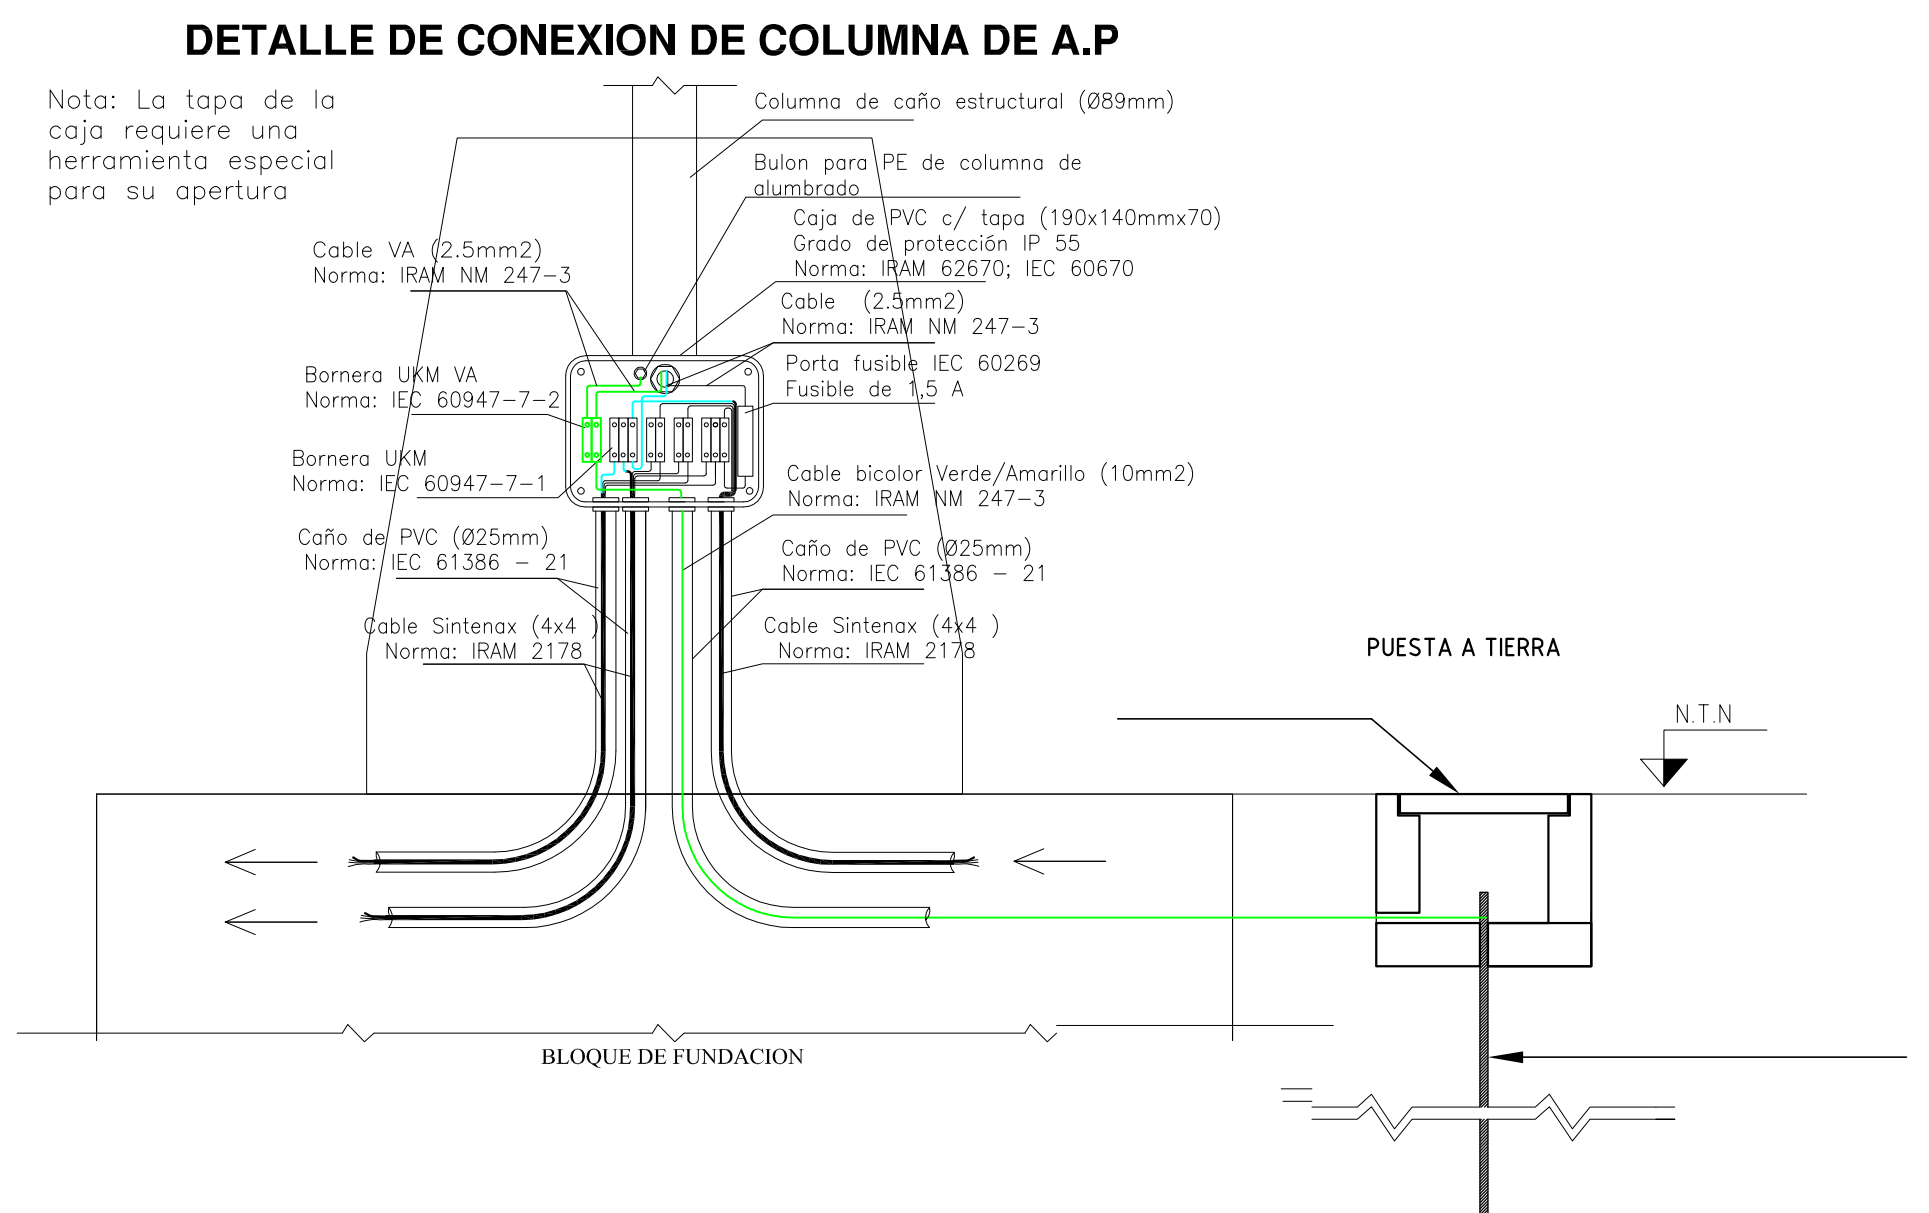 DETALLE DE CONEXION DE COLUMNA DE A.P
Nota: La tapa de la
caja requiere una
herramienta especial
para su apertura
Columna de caño estructural (Ø89mm)
Bulon para PE de columna de
alumbrado
Caja de PVC c/ tapa (190x140mmx70)
Grado de protección IP 55
Norma: IRAM 62670; IEC 60670
Cable VA (2.5mm2)
Norma: IRAM NM 247-3
Cable (2.5mm2)
Norma: IRAM NM 247-3
Porta fusible IEC 60269
Fusible de 1,5 A
Bornera UKM VA
Norma: IEC 60947-7-2
Bornera UKM
Norma: IEC 60947-7-1
Cable bicolor Verde/Amarillo (10mm2)
Norma: IRAM NM 247-3
Caño de PVC (Ø25mm)
Norma: IEC 61386 - 21
Caño de PVC (Ø25mm)
Norma: IEC 61386 - 21
Cable Sintenax (4x4 )
Norma: IRAM 2178
Cable Sintenax (4x4 )
Norma: IRAM 2178
PUESTA A TIERRA
N.T.N
BLOQUE DE FUNDACION